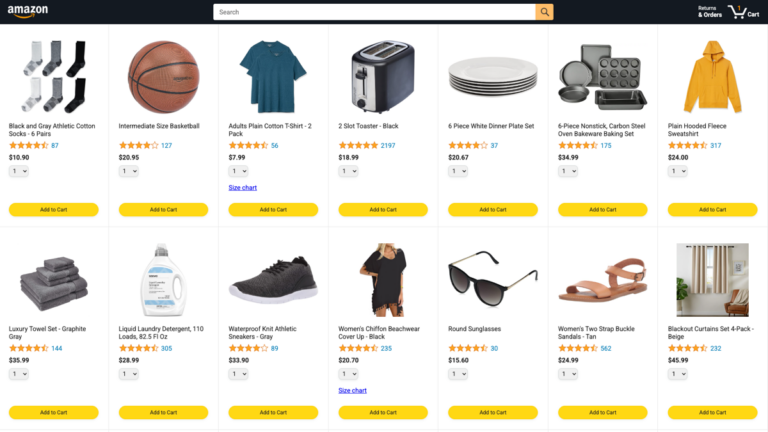 amazon
Search
Returns
& Orders
1
Cart
Black and Gray Athletic Cotton
Socks - 6 Pairs
87
$10.90
1
Add to Cart
Intermediate Size Basketball
127
$20.95
1
Add to Cart
Adults Plain Cotton T-Shirt - 2
Pack
56
$7.99
1
Size chart
Add to Cart
2 Slot Toaster - Black
2197
$18.99
1
Add to Cart
6 Piece White Dinner Plate Set
37
$20.67
1
Add to Cart
6-Piece Nonstick, Carbon Steel
Oven Bakeware Baking Set
175
$34.99
1
Add to Cart
Plain Hooded Fleece
Sweatshirt
317
$24.00
1
Add to Cart
Luxury Towel Set - Graphite
Gray
144
$35.99
1
Add to Cart
Liquid Laundry Detergent, 110
Loads, 82.5 Fl Oz
305
$28.99
1
Add to Cart
Waterproof Knit Athletic
Sneakers - Gray
89
$33.90
1
Add to Cart
Women's Chiffon Beachwear
Cover Up - Black
235
$20.70
1
Size chart
Add to Cart
Round Sunglasses
30
$15.60
1
Add to Cart
Women's Two Strap Buckle
Sandals - Tan
562
$24.99
1
Add to Cart
Blackout Curtains Set 4-Pack -
Beige
232
$45.99
1
Add to Cart